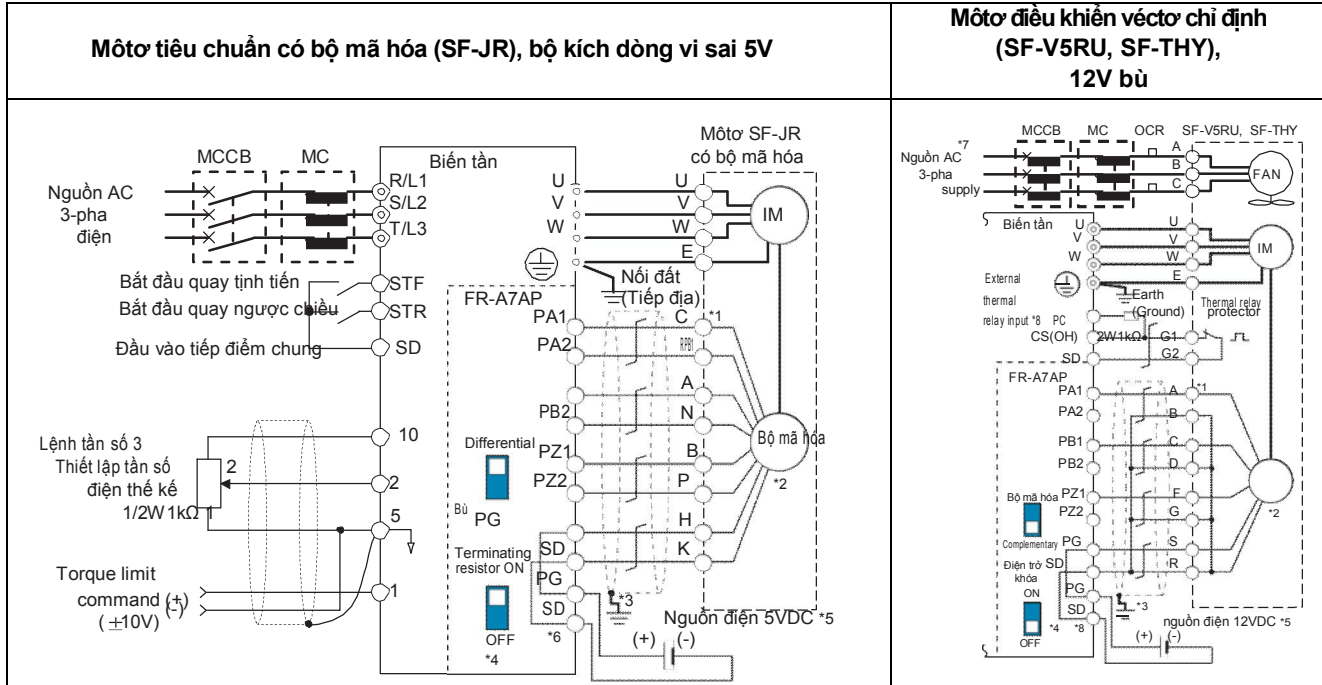 Môtơ tiêu chuẩn có bộ mã hóa (SF-JR), bộ kích dòng vi sai 5V
Môtơ điều khiển véctơ chỉ định
(SF-V5RU, SF-THY),
12V bù
MCCB
MC
Biến tần
Môtơ SF-JR
có bộ mã hóa
Nguồn AC
3-pha
điện
R/L1
S/L2
T/L3
U
V
W
U
V
W
E
IM
Nối đất
(Tiếp địa)
Bắt đầu quay tịnh tiến
Bắt đầu quay ngược chiều
Đầu vào tiếp điểm chung
STF
STR
SD
FR-A7AP
PA1
PA2
PB2
PZ1
PZ2
C
*1
RPB1
A
N
B
P
H
K
Bộ mã hóa
*2
Differential
Bù
PG
Terminating
resistor ON
OFF
*4
SD
PG
SD
*6
*3
Nguồn điện 5VDC *5
(+)
(-)
Lệnh tần số 3
Thiết lập tần số
điện thế kế
1/2W 1kΩ
2
1
10
2
5
1
Torque limit
command
(±10V)
(+)
(-)
MCCB
MC
OCR
SF-V5RU, SF-THY
*7
Nguồn AC
3-pha
supply
A
B
C
FAN
Biến tần
U
V
W
U
V
W
E
IM
Earth
(Ground)
External
thermal
relay input *8
PC
CS(OH)
SD
2W1kΩ
G1
G2
Thermal relay
protector
FR-A7AP
PA1
PA2
PB1
PB2
PZ1
PZ2
PG
SD
PG
SD
A
*1
B
C
D
F
G
S
R
*2
Bộ mã hóa
Complementary
Điện trở
khóa
ON
OFF
*4
*8
*3
nguồn điện 12VDC *5
(+)
(-)